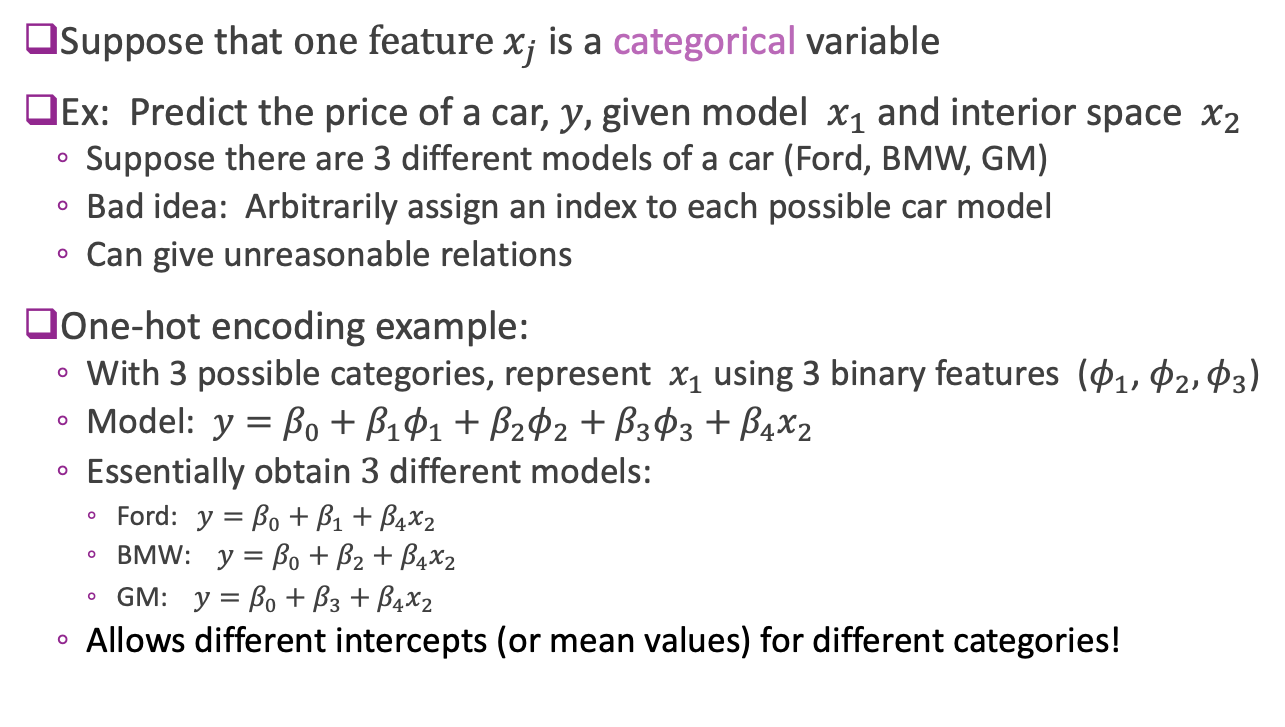 ❑Suppose that one feature 𝑥ⱼ is a categorical variable
❑Ex: Predict the price of a car, 𝑦, given model 𝑥₁ and interior space 𝑥₂
◦ Suppose there are 3 different models of a car (Ford, BMW, GM)
◦ Bad idea: Arbitrarily assign an index to each possible car model
◦ Can give unreasonable relations
❑One-hot encoding example:
◦ With 3 possible categories, represent 𝑥₁ using 3 binary features (𝜙₁, 𝜙₂, 𝜙₃)
◦ Model: 𝑦 = 𝛽₀ + 𝛽₁𝜙₁ + 𝛽₂𝜙₂ + 𝛽₃𝜙₃ + 𝛽₄𝑥₂
◦ Essentially obtain 3 different models:
◦ Ford: 𝑦 = 𝛽₀ + 𝛽₁ + 𝛽₄𝑥₂
◦ BMW: 𝑦 = 𝛽₀ + 𝛽₂ + 𝛽₄𝑥₂
◦ GM: 𝑦 = 𝛽₀ + 𝛽₃ + 𝛽₄𝑥₂
◦ Allows different intercepts (or mean values) for different categories!